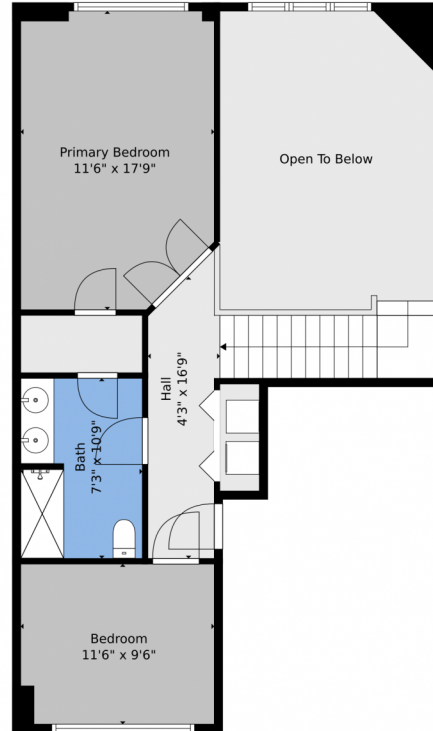 Primary Bedroom
11'6" x 17'9"
Open To Below
Hall
4'3" x 16'9"
Bath
7'3" x 10'9"
Bedroom
11'6" x 9'6"